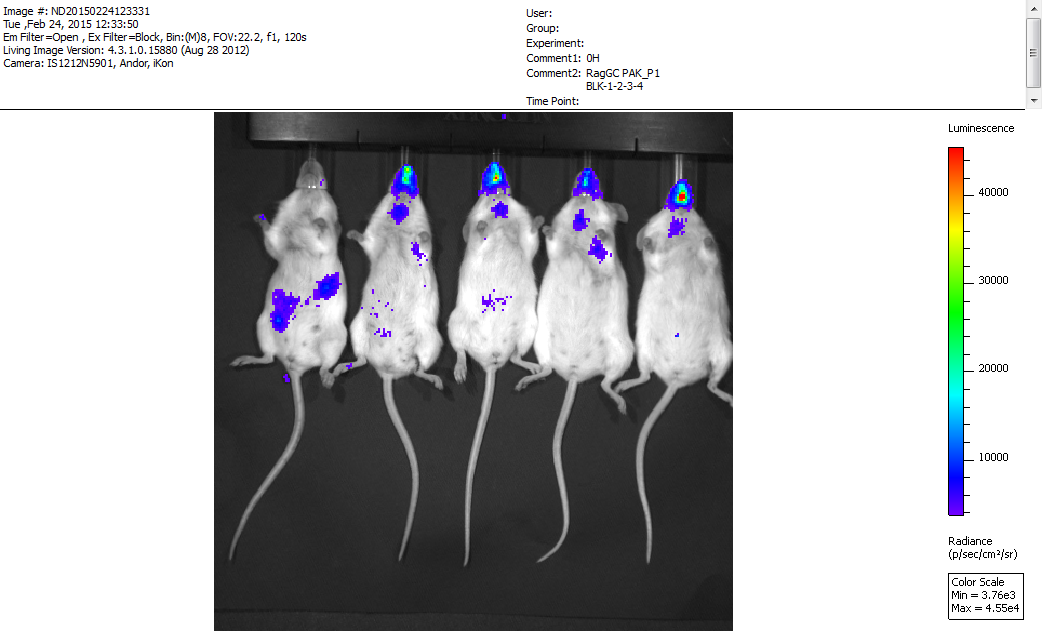 Image #: ND20150224123331
Tue ,Feb 24, 2015 12:33:50
Em Filter=Open , Ex Filter=Block, Bin:(M)8, FOV:22.2, f1, 120s
Living Image Version: 4.3.1.0.15880 (Aug 28 2012)
Camera: IS1212N5901, Andor, iKon
User:
Group:
Experiment:
Comment1: 0H
Comment2: RagGC PAK_P1
BLK-1-2-3-4
Time Point:
Luminescence
40000
30000
20000
10000
Radiance
(p/sec/cm²/sr)
Color Scale
Min = 3.76e3
Max = 4.55e4